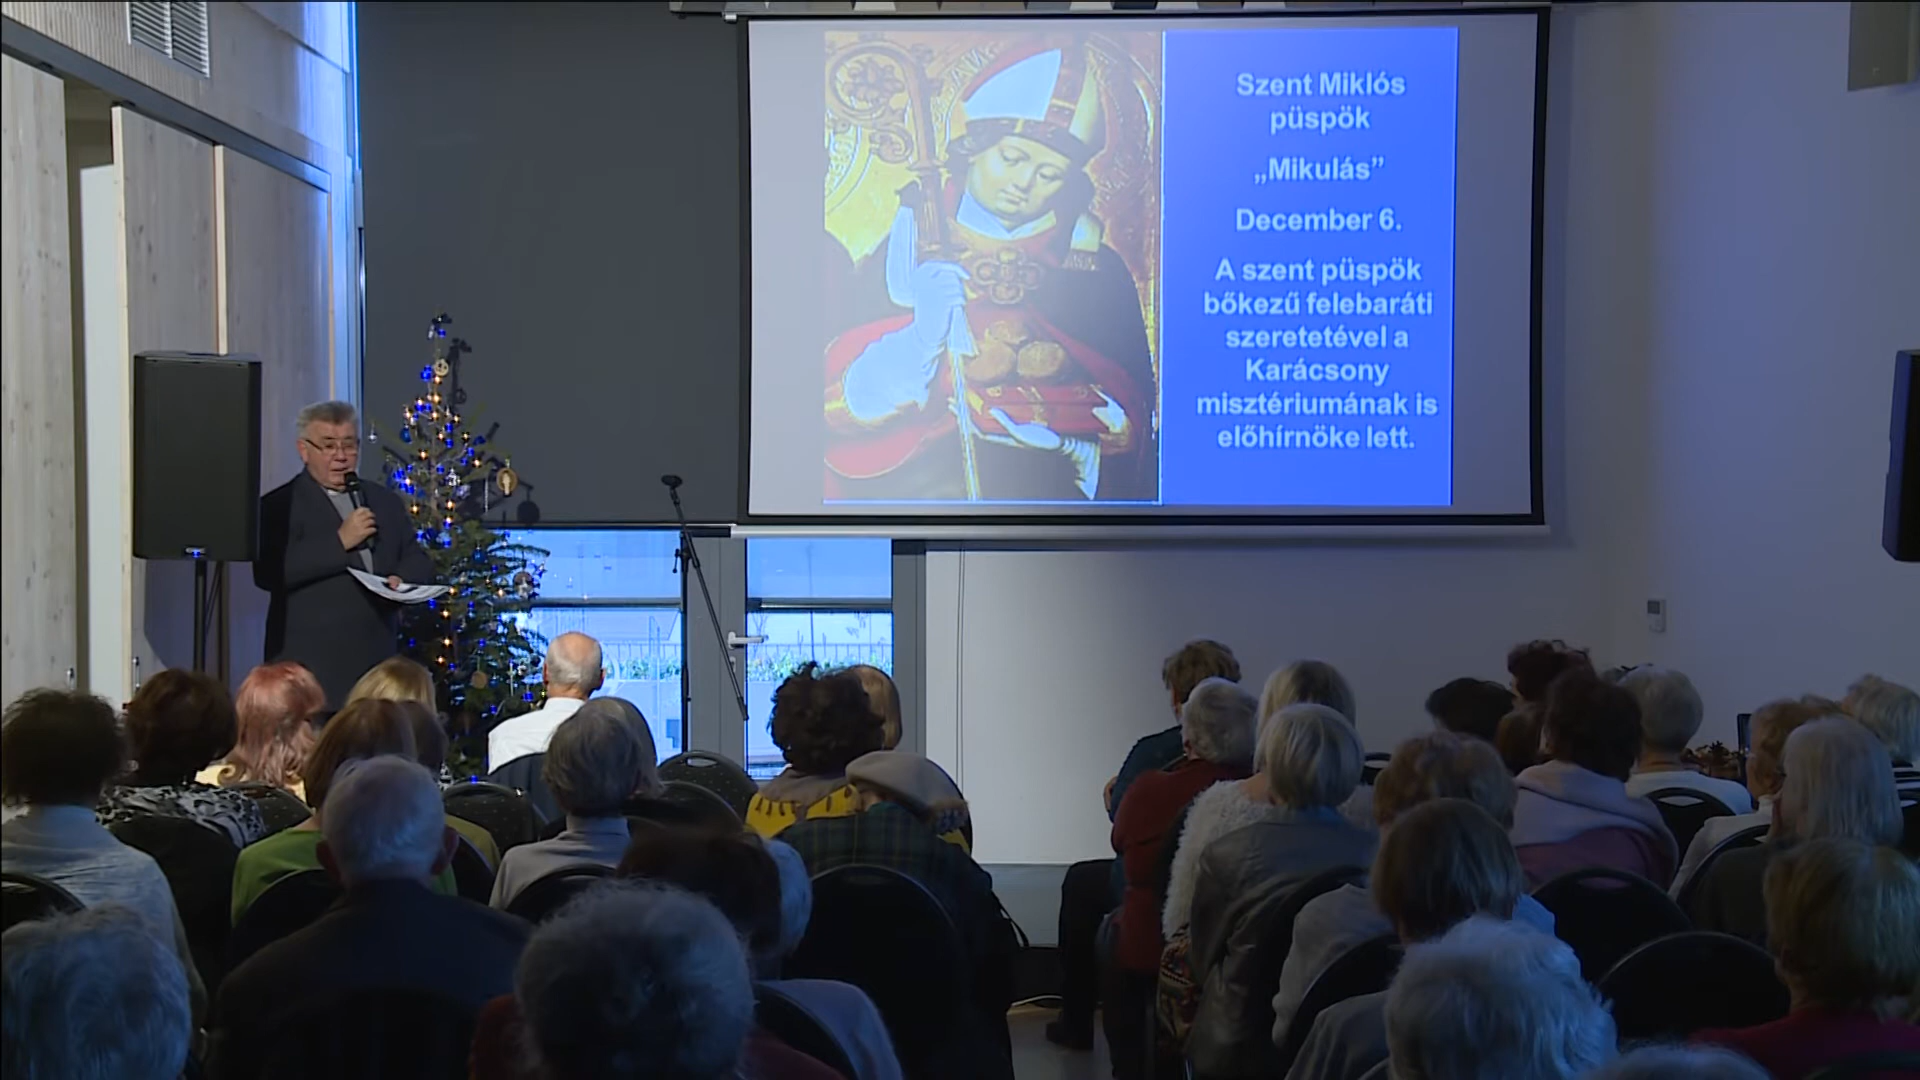 Szent Miklós
püspök
„Mikulás”
December 6.
A szent püspök
bőkezű felebaráti
szeretetével a
Karácsony
misztériumának is
előhírnöke lett.